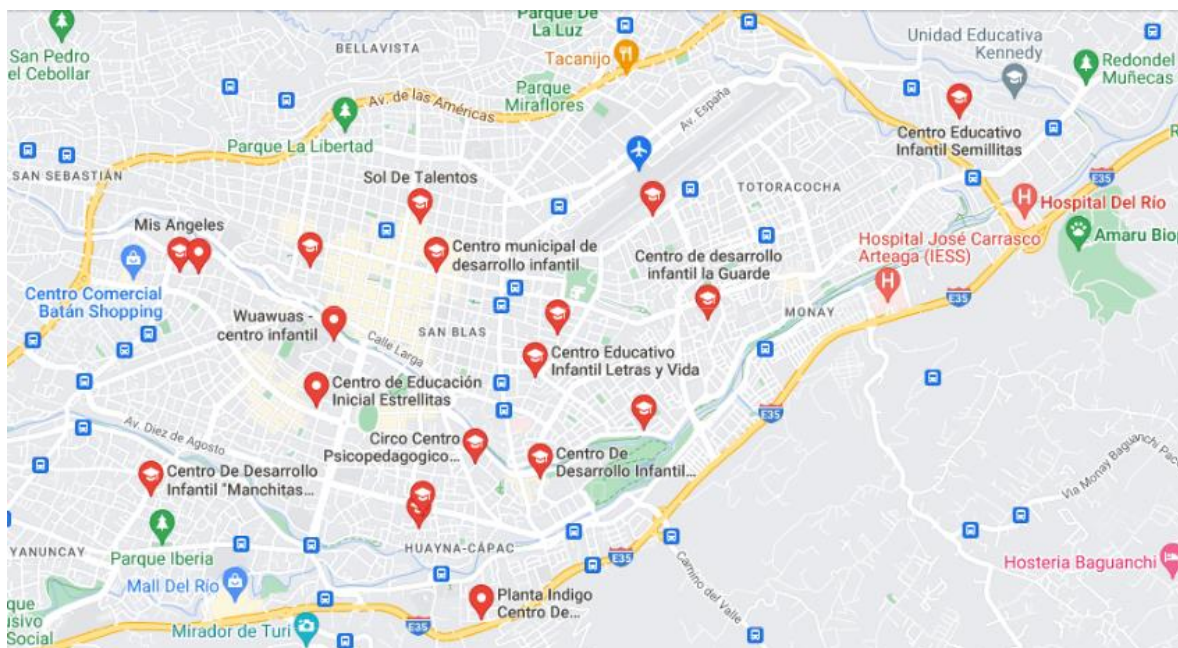 Parque De
La Luz
San Pedro
el Cebollar
BELLAVISTA
Tacanijo
Unidad Educativa
Kennedy
Redondel
Muñecas
Parque
Miraflores
Av. de las Américas
Av. España
Parque La Libertad
Centro Educativo
Infantil Semillitas
SAN SEBASTIÁN
Sol De Talentos
TOTORACOCHA
E35
Hospital Del Río
Mis Angeles
Centro municipal de
desarrollo infantil
Centro de desarrollo
infantil la Guarde
Hospital José Carrasco
Arteaga (IESS)
Amaru Biop
Centro Comercial
Batán Shopping
E35
Wuawuas -
centro infantil
SAN BLAS
MONAY
Calle Larga
Centro Educativo
Infantil Letras y Vida
Centro de Educación
Inicial Estrellitas
E35
Av. Diez de Agosto
Circo Centro
Psicopedagogico...
Centro De
Desarrollo Infantil...
Centro De Desarrollo
Infantil "Manchitas...
Vía Monay Baguanchi Pac
Parque Iberia
YANUNCAY
HUAYNA-CÁPAC
E35
Camino del Valle
Hosteria Baguanchi
Mall Del Río
Planta Indigo
Centro De...
que
usivo
Social
Mirador de Turi
E35